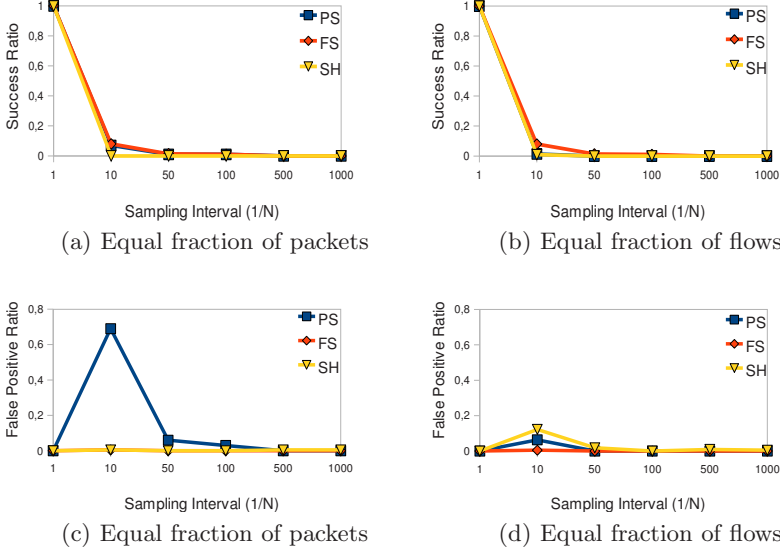 1
0,8
0,6
0,4
0,2
0
Success Ratio
PS
FS
SH
1 10 50 100 500 1000
Sampling Interval (1/N)
(a) Equal fraction of packets
1
0,8
0,6
0,4
0,2
0
Success Ratio
PS
FS
SH
1 10 50 100 500 1000
Sampling Interval (1/N)
(b) Equal fraction of flows
0,8
0,6
0,4
0,2
0
False Positive Ratio
PS
FS
SH
1 10 50 100 500 1000
Sampling Interval (1/N)
(c) Equal fraction of packets
0,8
0,6
0,4
0,2
0
False Positive Ratio
PS
FS
SH
1 10 50 100 500 1000
Sampling Interval (1/N)
(d) Equal fraction of flows